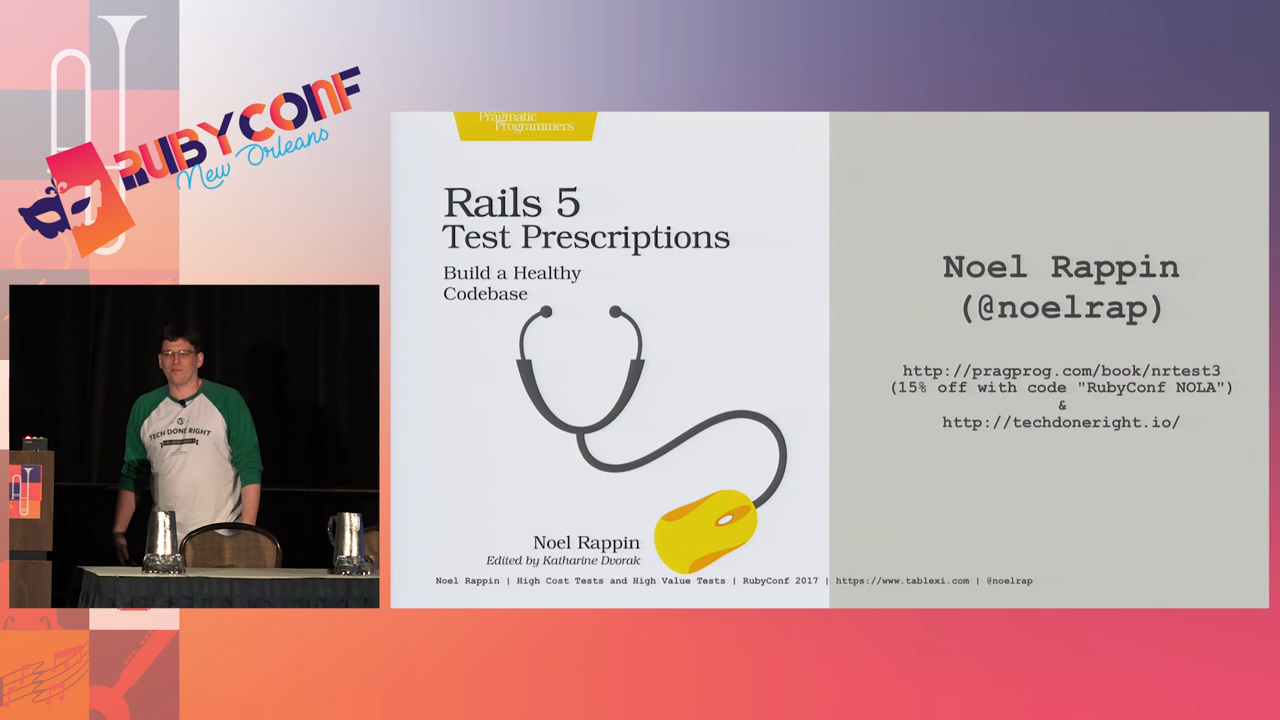 RUBYCONF
New Orleans
TECH DONE RIGHT
Pragmatic
Programmers
Rails 5
Test Prescriptions
Build a Healthy
Codebase
Noel Rappin
Edited by Katharine Dvorak
Noel Rappin
(@noelrap)
http://pragprog.com/book/nrtest3
(15% off with code "RubyConf NOLA")
&
http://techdoneright.io/
Noel Rappin | High Cost Tests and High Value Tests | RubyConf 2017 | https://www.tablexi.com | @noelrap